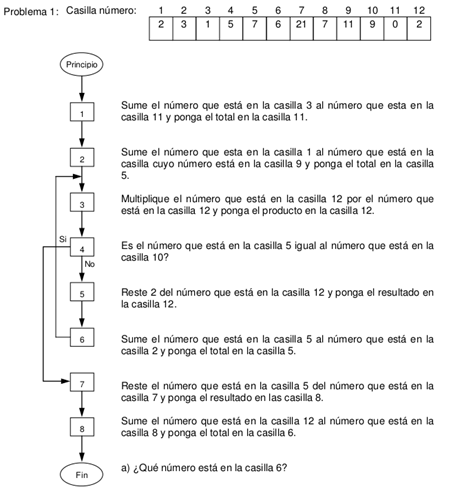 Problema 1: Casilla número: 1 2 3 4 5 6 7 8 9 10 11 12
2 3 1 5 7 6 21 7 11 9 0 2
Principio
1
Sume el número que está en la casilla 3 al número que esta en la
casilla 11 y ponga el total en la casilla 11.
2
Sume el número que esta en la casilla 1 al número que está en la
casilla cuyo número está en la casilla 9 y ponga el total en la casilla
5.
3
Multiplique el número que está en la casilla 12 por el número que
está en la casilla 12 y ponga el producto en la casilla 12.
Si
4
Es el número que está en la casilla 5 igual al número que está en la
casilla 10?
No
5
Reste 2 del número que está en la casilla 12 y ponga el resultado en
la casilla 12.
6
Sume el número que está en la casilla 5 al número que está en la
casilla 2 y ponga el total en la casilla 5.
7
Reste el número que está en la casilla 5 del número que está en la
casilla 7 y ponga el resultado en las casilla 8.
8
Sume el número que está en la casilla 12 al número que está en la
casilla 8 y ponga el total en la casilla 6.
Fin
a) ¿Qué número está en la casilla 6?